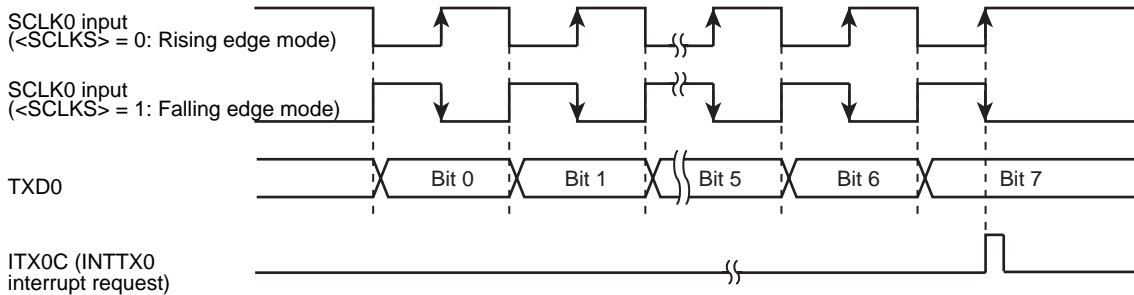 SCLK0 input
(<SCLKS> = 0: Rising edge mode)
SCLK0 input
(<SCLKS> = 1: Falling edge mode)
TXD0
Bit 0
Bit 1
Bit 5
Bit 6
Bit 7
ITX0C (INTTX0
interrupt request)